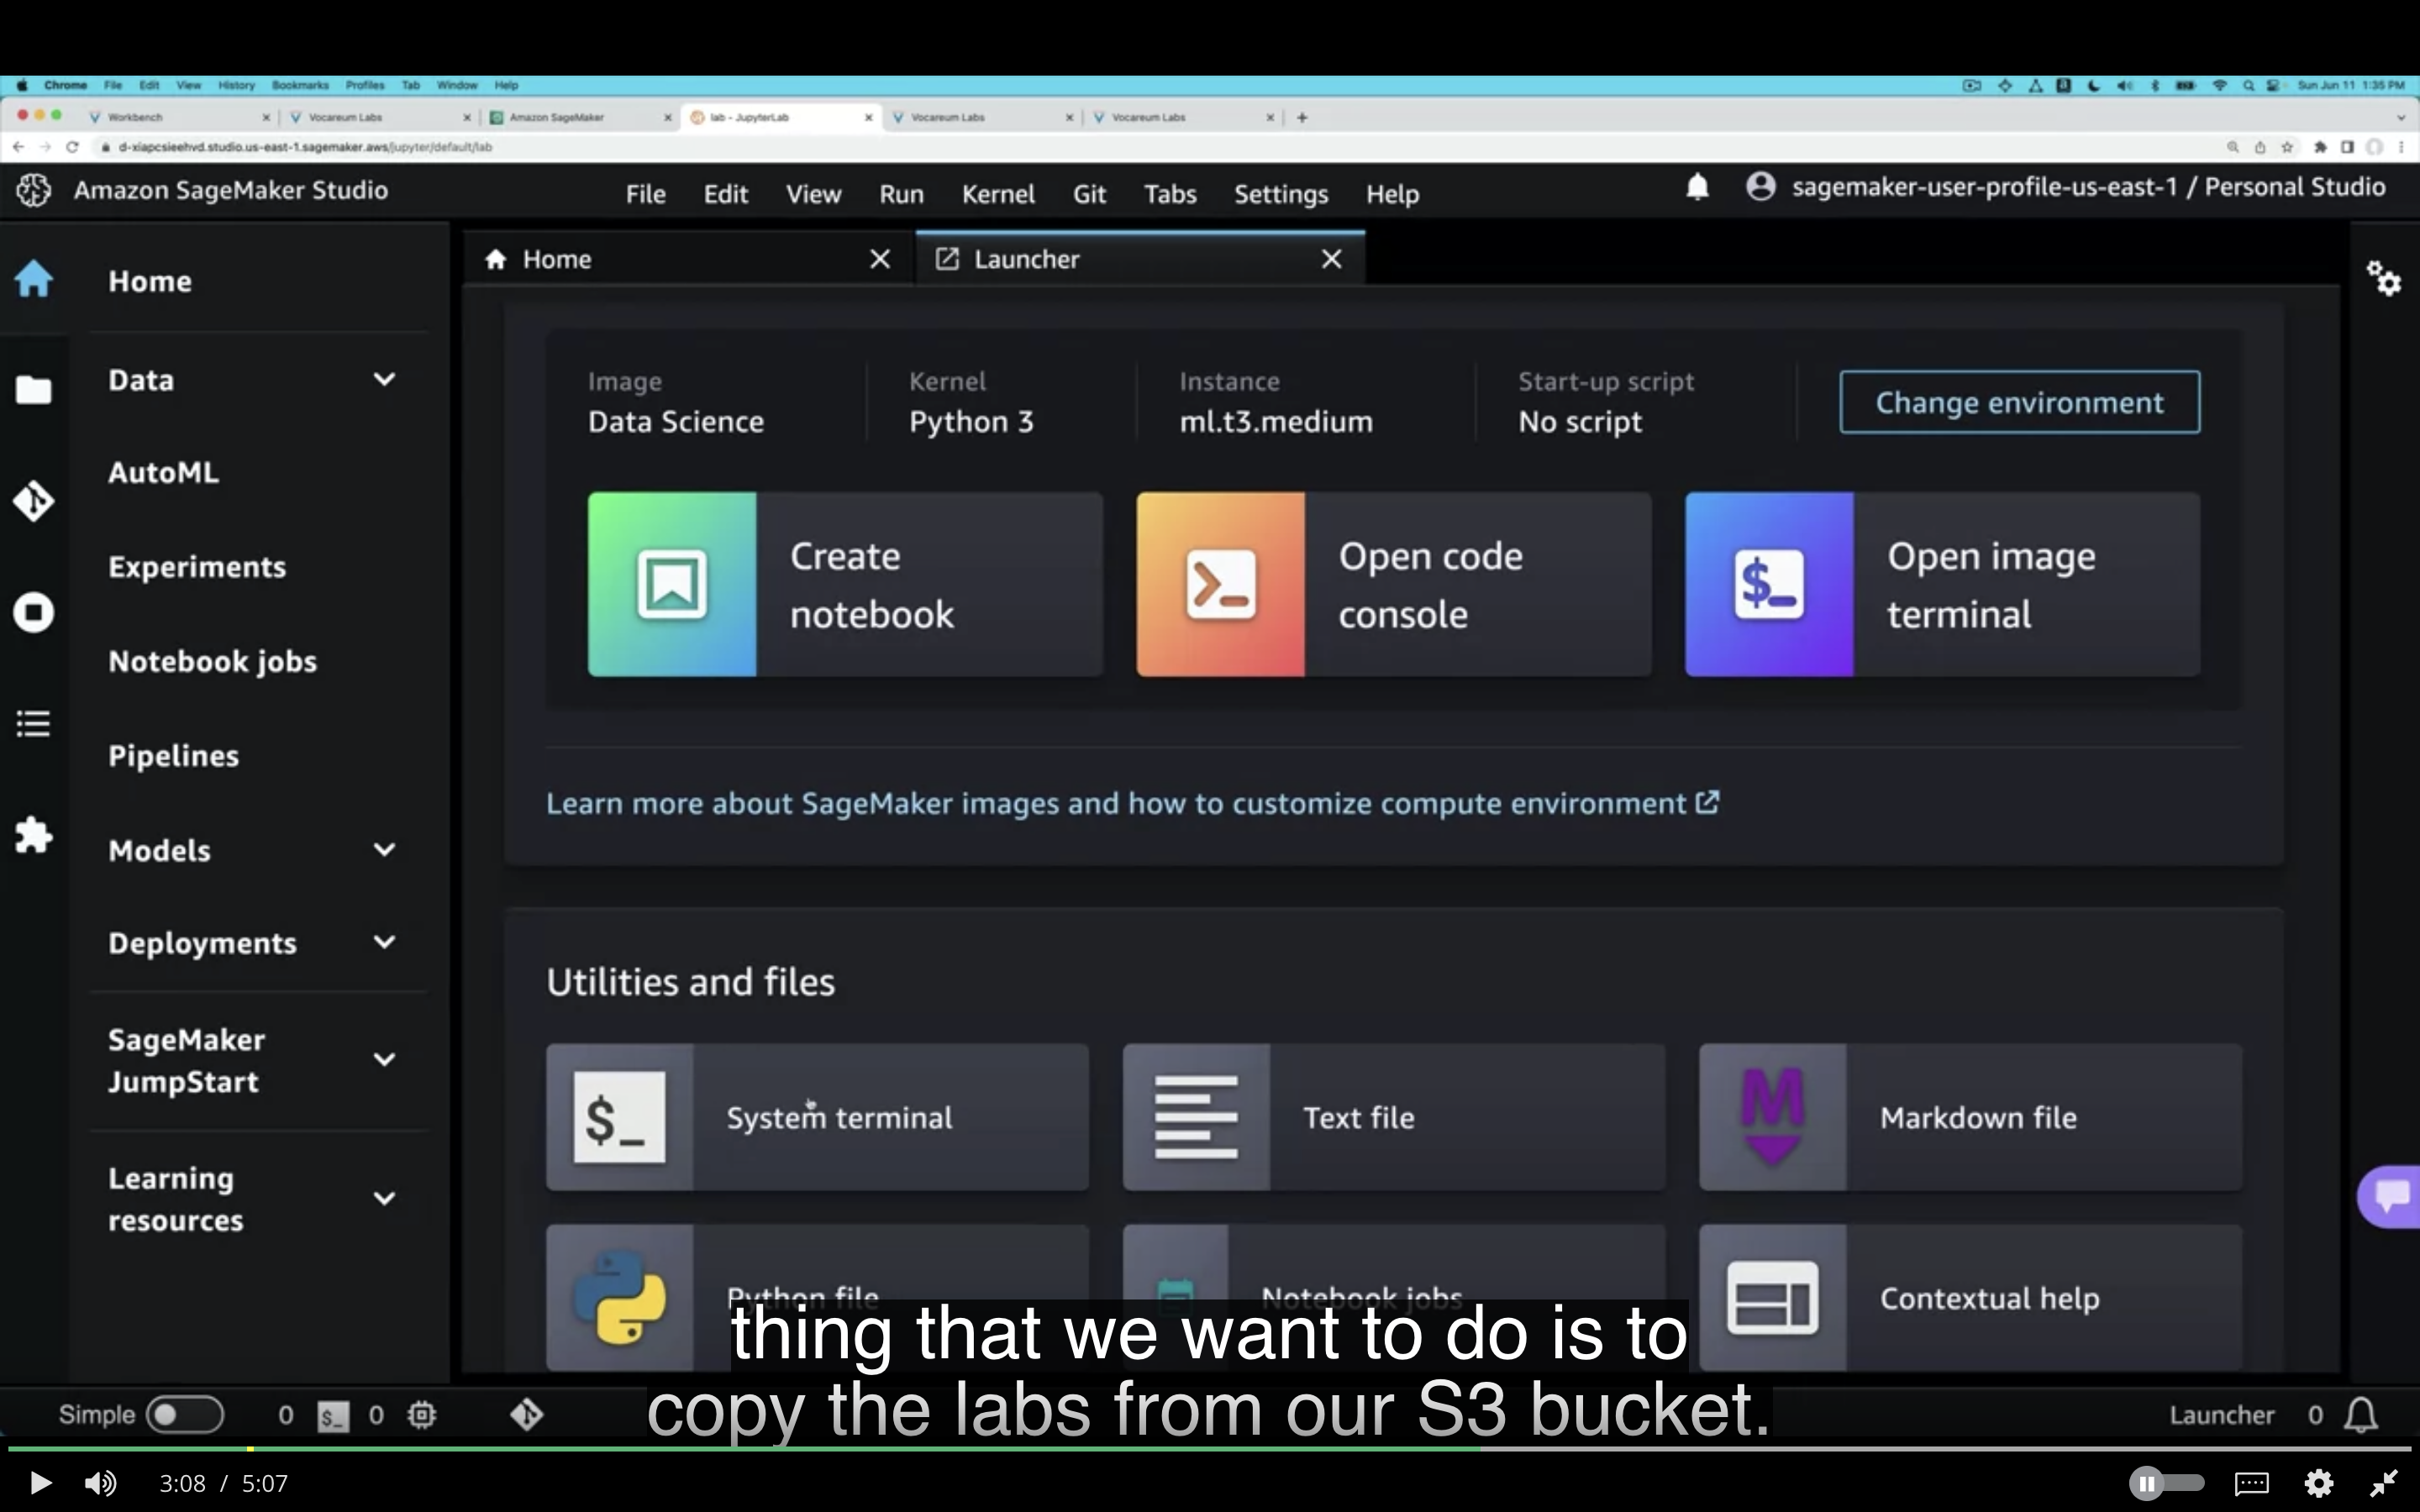 Chrome File Edit View History Bookmarks Profiles Tab Window Help Sun Jun 11 1:35 PM
Workbench Vocareum Labs Amazon SageMaker lab - JupyterLab Vocareum Labs Vocareum Labs
d-xiapcsieehvd.studio.us-east-1.sagemaker.aws/jupyter/default/lab
Amazon SageMaker Studio File Edit View Run Kernel Git Tabs Settings Help sagemaker-user-profile-us-east-1 / Personal Studio
Home
Data
AutoML
Experiments
Notebook jobs
Pipelines
Models
Deployments
SageMaker
JumpStart
Learning
resources
Home Launcher
Image Kernel Instance Start-up script
Data Science Python 3 ml.t3.medium No script
Change environment
Create
notebook
Open code
console
$_
Open image
terminal
Learn more about SageMaker images and how to customize compute environment
Utilities and files
$_ System terminal
Text file
M Markdown file
Python file
Notebook jobs
Contextual help
thing that we want to do is to
copy the labs from our S3 bucket.
Simple 0 $_ 0 Launcher 0
3:08 / 5:07